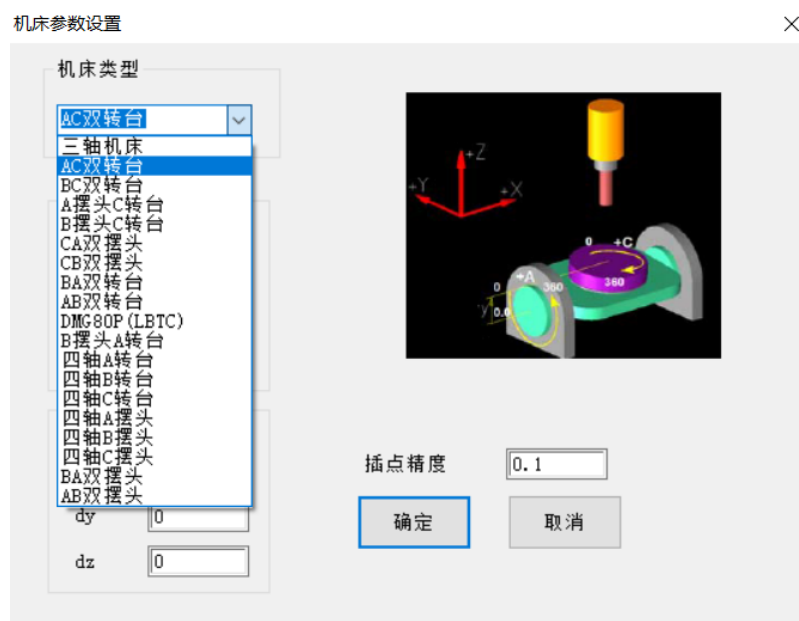 机床参数设置
机床类型
AC双转台
三轴机床
AC双转台
BC双转台
A摆头C转台
B摆头C转台
CA双摆头
CB双摆头
BA双转台
AB双转台
DMG80P(LBTC)
B摆头A转台
四轴A转台
四轴B转台
四轴C转台
四轴A摆头
四轴B摆头
四轴C摆头
BA双摆头
AB双摆头
dy 0
dz 0
+Z
+Y
+X
0 +C
360
+A
0 360
y 0.0
插点精度 0.1
确定 取消